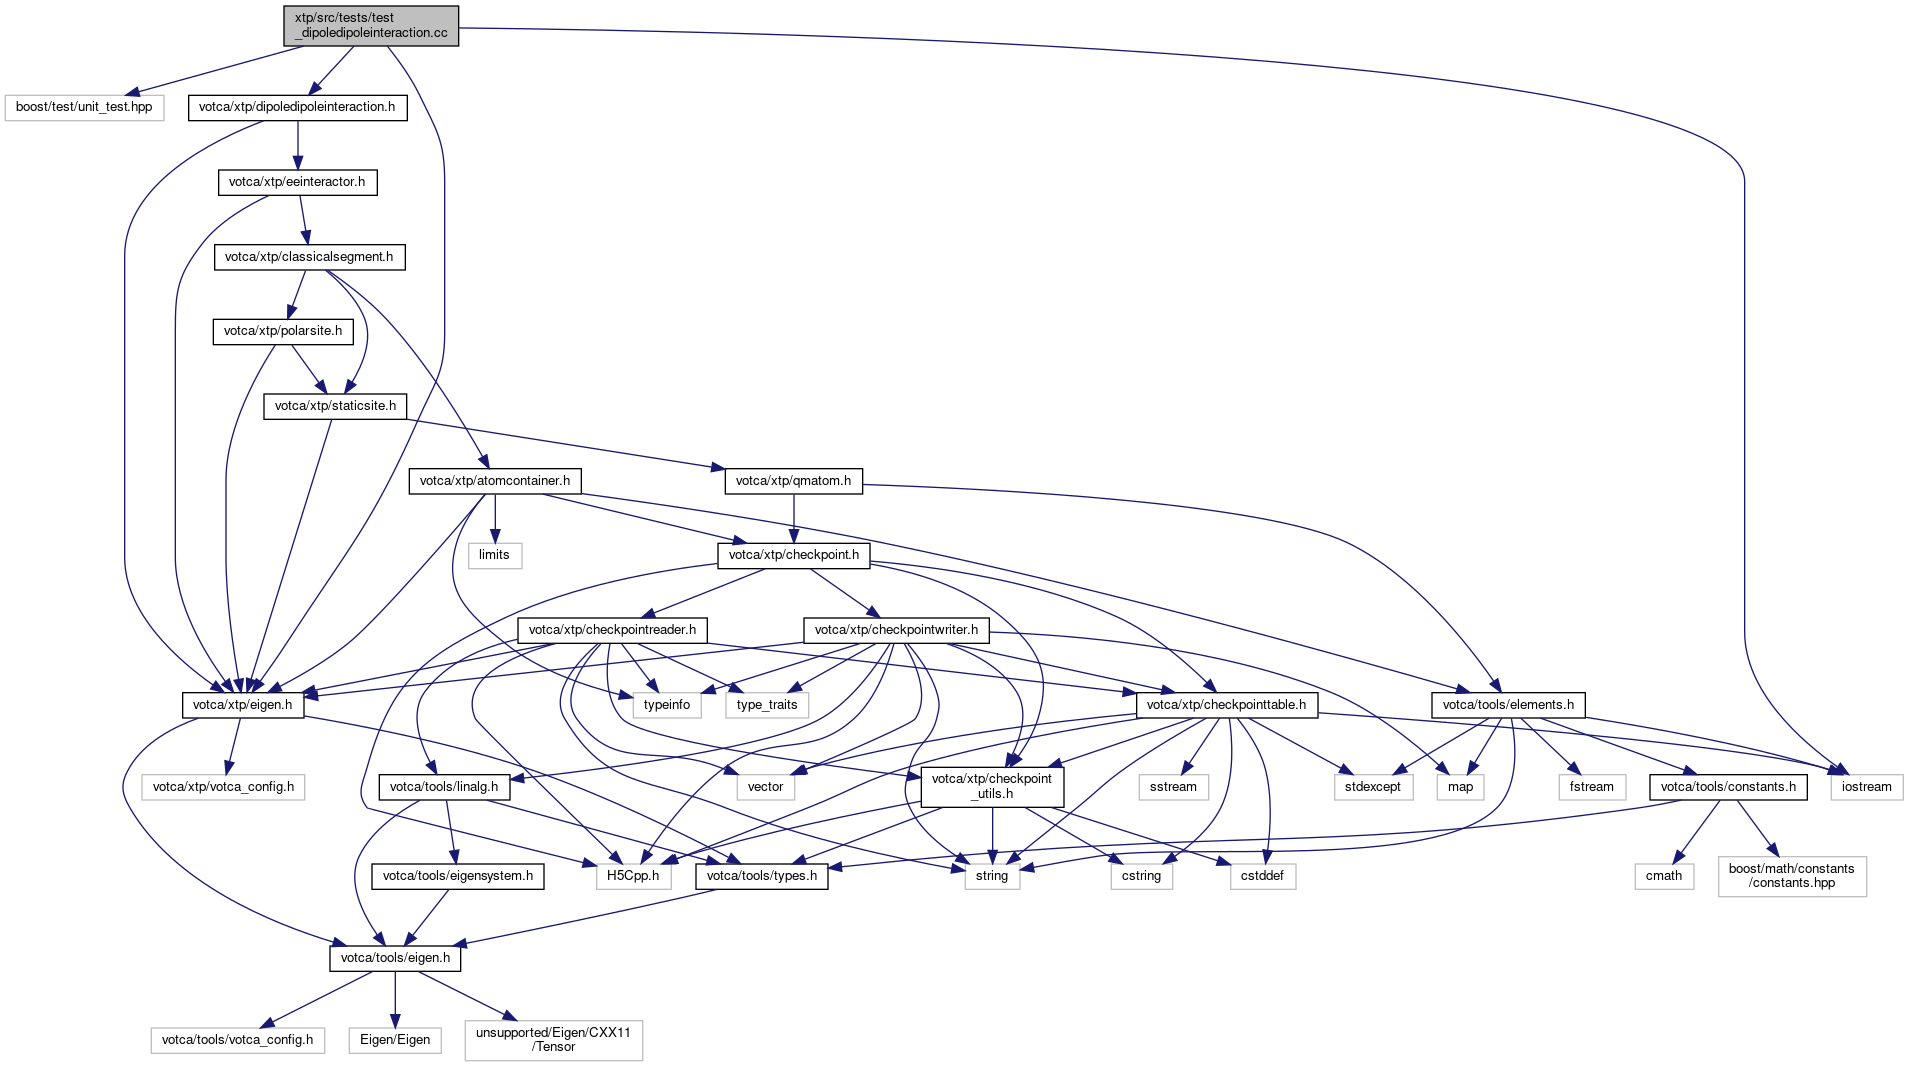 xtp/src/tests/test
_dipoledipoleinteraction.cc
boost/test/unit_test.hpp
votca/xtp/dipoledipoleinteraction.h
votca/xtp/eeinteractor.h
votca/xtp/classicalsegment.h
votca/xtp/polarsite.h
votca/xtp/staticsite.h
votca/xtp/atomcontainer.h
votca/xtp/qmatom.h
limits
votca/xtp/checkpoint.h
votca/xtp/checkpointreader.h
votca/xtp/checkpointwriter.h
votca/xtp/eigen.h
typeinfo
type_traits
votca/xtp/checkpointtable.h
votca/tools/elements.h
votca/xtp/votca_config.h
votca/tools/linalg.h
vector
votca/xtp/checkpoint
_utils.h
sstream
stdexcept
map
fstream
votca/tools/constants.h
iostream
votca/tools/eigensystem.h
H5Cpp.h
votca/tools/types.h
string
cstring
cstddef
cmath
boost/math/constants
/constants.hpp
votca/tools/eigen.h
votca/tools/votca_config.h
Eigen/Eigen
unsupported/Eigen/CXX11
/Tensor